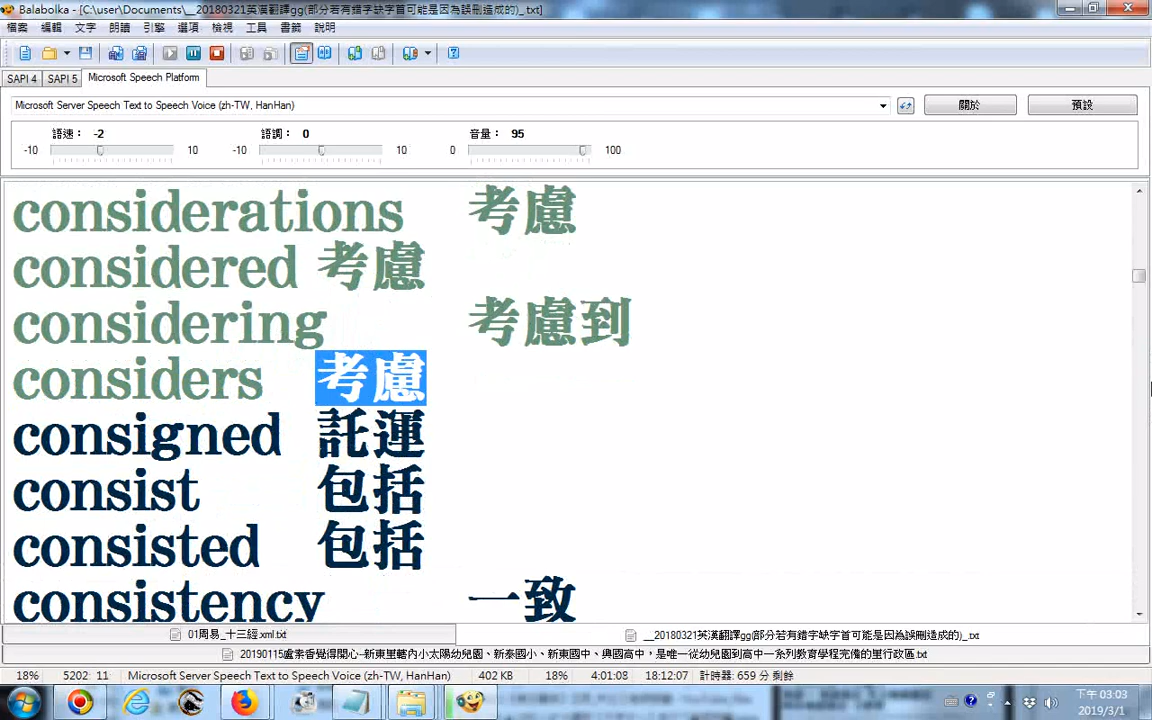 Balabolka - [C:\user\Documents\__20180321英漢翻譯gg(部分若有錯字缺字首可能是因為誤刪造成的)_.txt]
檔案 編輯 文字 朗讀 引擎 選項 檢視 工具 書籤 說明
SAPI 4 SAPI 5 Microsoft Speech Platform
Microsoft Server Speech Text to Speech Voice (zh-TW, HanHan) 關於 預設
語速： -2 語調： 0 音量： 95
-10 10 -10 10 0 100
considerations 考慮
considered 考慮
considering 考慮到
considers 考慮
consigned 託運
consist 包括
consisted 包括
consistency 一致
01周易_十三經.xml.txt __20180321英漢翻譯gg(部分若有錯字缺字首可能是因為誤刪造成的)_.txt
20190115盧素香覺得開心-新東里轄內小太陽幼兒園、新泰國小、新東國中、興國高中，是唯一從幼兒園到高中一系列教育學程完備的里行政區.txt
18% 5202: 11 Microsoft Server Speech Text to Speech Voice (zh-TW, HanHan) 402 KB 18% 4:01:08 18:12:07 計時器: 659 分 剩餘
下午 03:03
2019/3/1